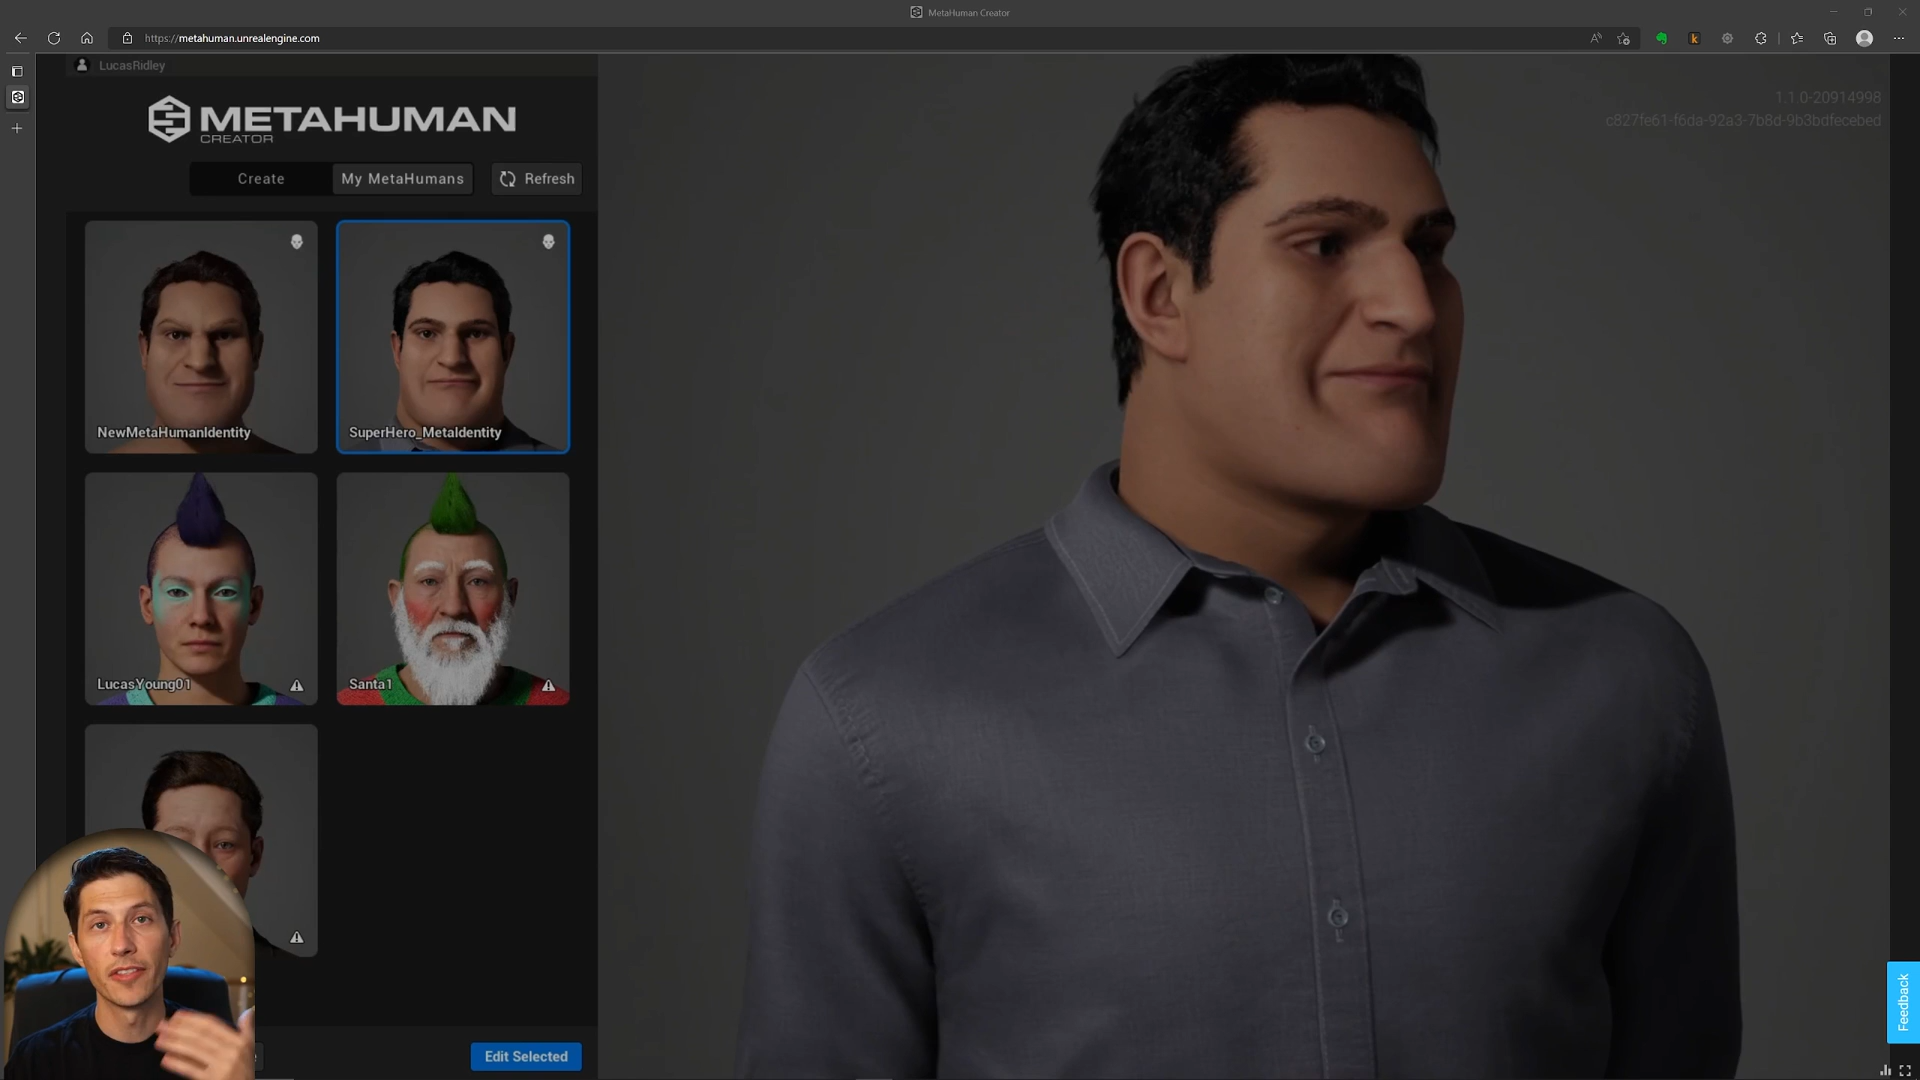 MetaHuman Creator
https://metahuman.unrealengine.com
LucasRidley
METAHUMAN
CREATOR
1.1.0-20914998
c827fe61-f6da-92a3-7b8d-9b3bdfecebed
Create
My MetaHumans
Refresh
NewMetaHumanIdentity
SuperHero_MetaIdentity
LucasYoung01
Santa1
Feedback
Edit Selected